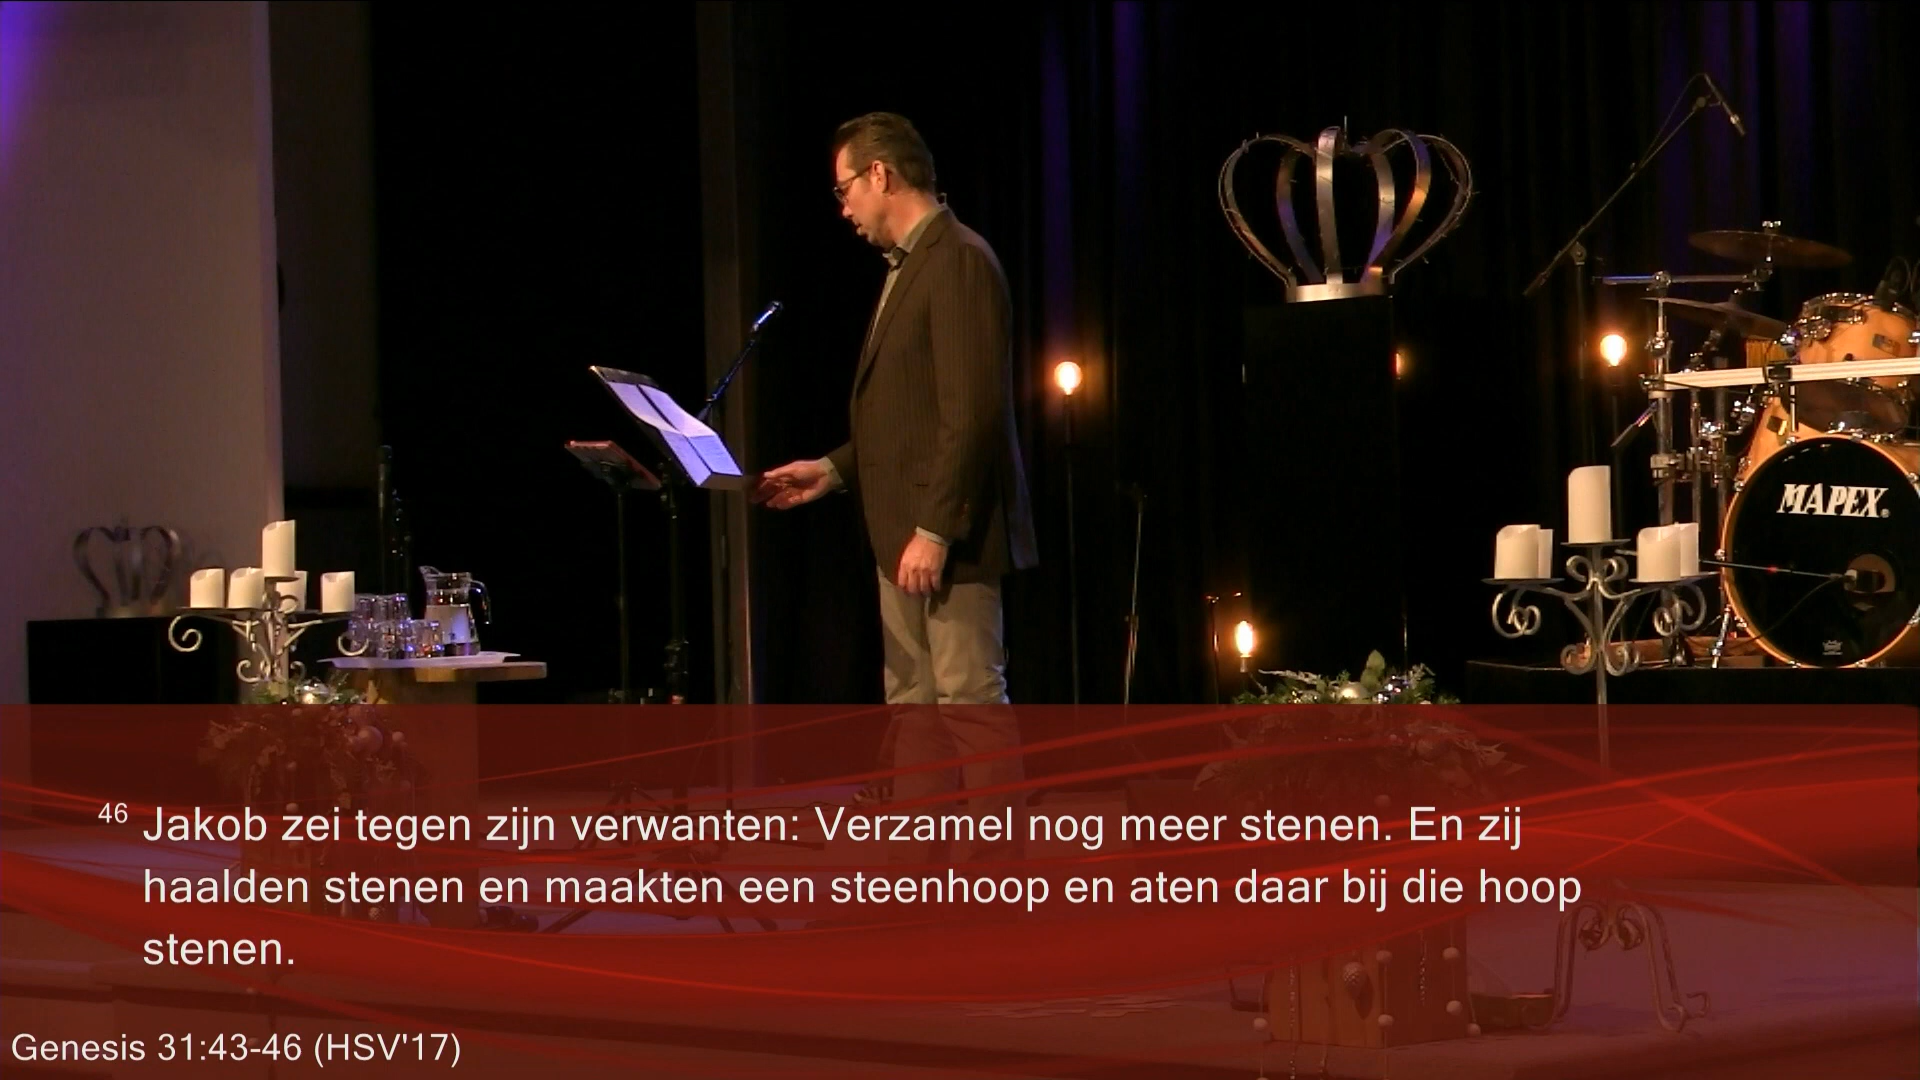 MAPEX®
46 Jakob zei tegen zijn verwanten: Verzamel nog meer stenen. En zij
haalden stenen en maakten een steenhoop en aten daar bij die hoop
stenen.
Genesis 31:43-46 (HSV'17)